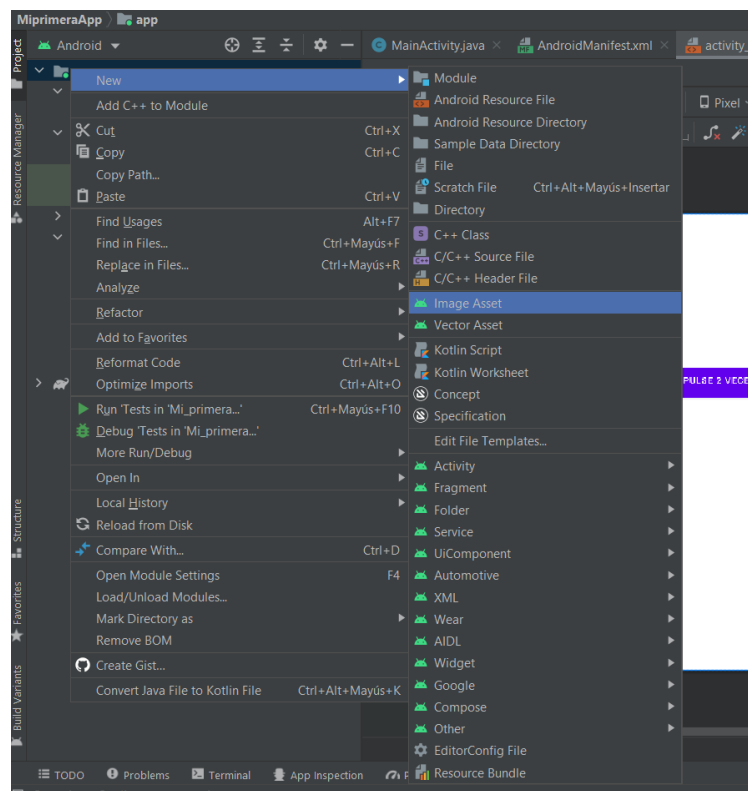 MiprimeraApp app
Android
MainActivity.java
AndroidManifest.xml
activity_
Project
Resource Manager
Structure
Favorites
Build Variants
New
Add C++ to Module
Cut Ctrl+X
Copy Ctrl+C
Copy Path...
Paste Ctrl+V
Find Usages Alt+F7
Find in Files... Ctrl+Mayús+F
Replace in Files... Ctrl+Mayús+R
Analyze
Refactor
Add to Favorites
Reformat Code Ctrl+Alt+L
Optimize Imports Ctrl+Alt+O
Run 'Tests in 'Mi_primera...' Ctrl+Mayús+F10
Debug 'Tests in 'Mi_primera...'
More Run/Debug
Open In
Local History
Reload from Disk
Compare With... Ctrl+D
Open Module Settings F4
Load/Unload Modules...
Mark Directory as
Remove BOM
Create Gist...
Convert Java File to Kotlin File Ctrl+Alt+Mayús+K
Module
Android Resource File
Android Resource Directory
Sample Data Directory
File
Scratch File Ctrl+Alt+Mayús+Insertar
Directory
C++ Class
C/C++ Source File
C/C++ Header File
Image Asset
Vector Asset
Kotlin Script
Kotlin Worksheet
Concept
Specification
Edit File Templates...
Activity
Fragment
Folder
Service
UiComponent
Automotive
XML
Wear
AIDL
Widget
Google
Compose
Other
EditorConfig File
Resource Bundle
Pixel
PULSE 2 VECE
TODO Problems Terminal App Inspection